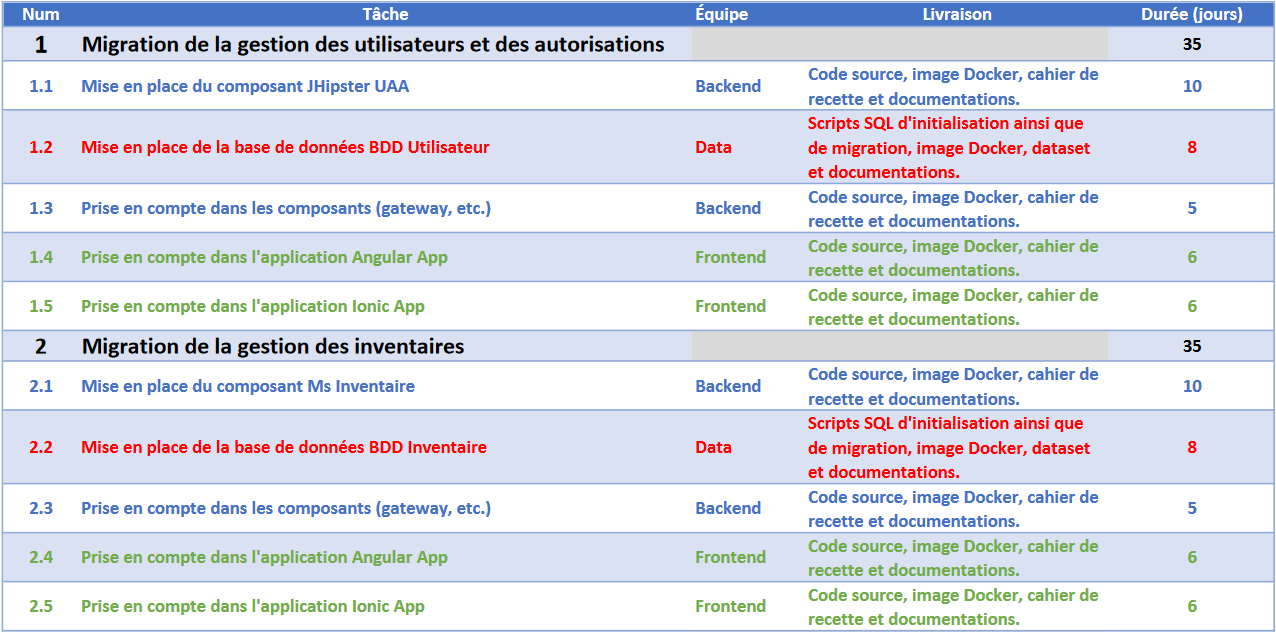 Num Tâche Équipe Livraison Durée (jours)
1 Migration de la gestion des utilisateurs et des autorisations 35
1.1 Mise en place du composant JHipster UAA Backend Code source, image Docker, cahier de
recette et documentations. 10
1.2 Mise en place de la base de données BDD Utilisateur Data Scripts SQL d'initialisation ainsi que
de migration, image Docker, dataset
et documentations. 8
1.3 Prise en compte dans les composants (gateway, etc.) Backend Code source, image Docker, cahier de
recette et documentations. 5
1.4 Prise en compte dans l'application Angular App Frontend Code source, image Docker, cahier de
recette et documentations. 6
1.5 Prise en compte dans l'application Ionic App Frontend Code source, image Docker, cahier de
recette et documentations. 6
2 Migration de la gestion des inventaires 35
2.1 Mise en place du composant Ms Inventaire Backend Code source, image Docker, cahier de
recette et documentations. 10
2.2 Mise en place de la base de données BDD Inventaire Data Scripts SQL d'initialisation ainsi que
de migration, image Docker, dataset
et documentations. 8
2.3 Prise en compte dans les composants (gateway, etc.) Backend Code source, image Docker, cahier de
recette et documentations. 5
2.4 Prise en compte dans l'application Angular App Frontend Code source, image Docker, cahier de
recette et documentations. 6
2.5 Prise en compte dans l'application Ionic App Frontend Code source, image Docker, cahier de
recette et documentations. 6